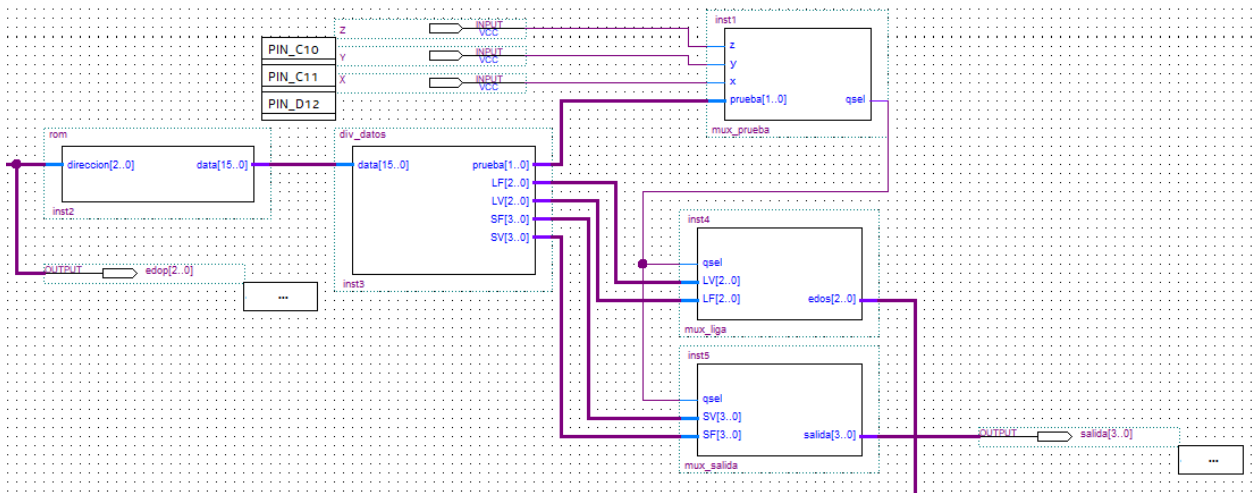 inst1
Z INPUT VCC
Y INPUT VCC
X INPUT VCC
PIN_C10
PIN_C11
PIN_D12
z
y
x
prueba[1..0] qsel
mux_prueba
rom
direccion[2..0] data[15..0]
inst2
div_datos
data[15..0] prueba[1..0]
LF[2..0]
LV[2..0]
SF[3..0]
SV[3..0]
inst3
OUTPUT edop[2..0]
...
inst4
qsel
LV[2..0]
LF[2..0] edos[2..0]
mux_liga
inst5
qsel
SV[3..0]
SF[3..0] salida[3..0]
mux_salida
OUTPUT salida[3..0]
...